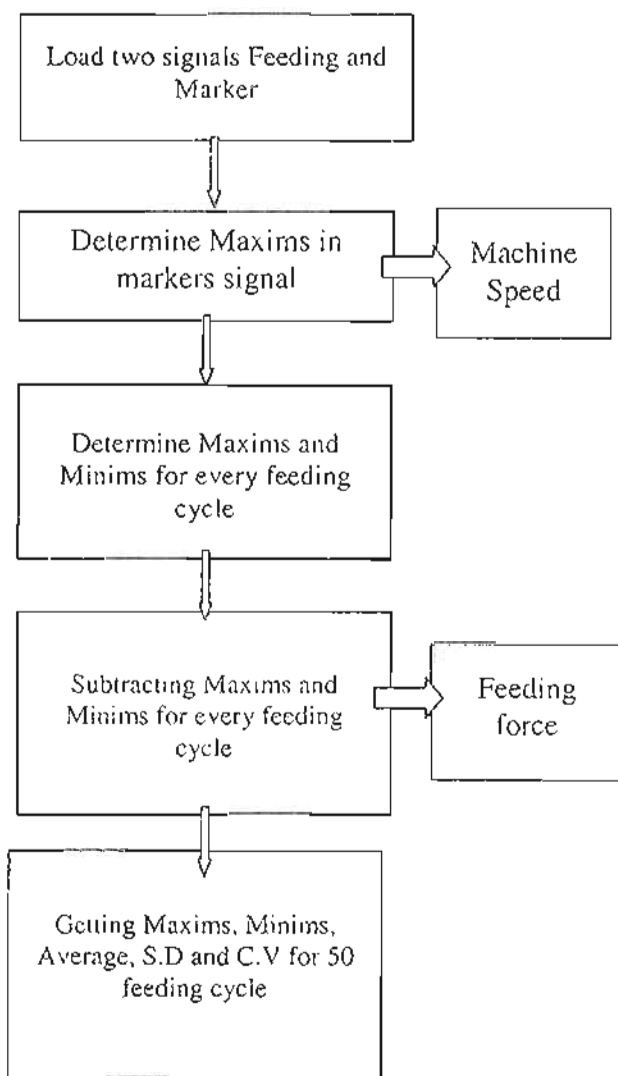 Load two signals Feeding and
Marker
Determine Maxims in
markers signal
Machine
Speed
Determine Maxims and
Minims for every feeding
cycle
Subtracting Maxims and
Minims for every feeding
cycle
Feeding
force
Getting Maxims, Minims,
Average, S.D and C.V for 50
feeding cycle